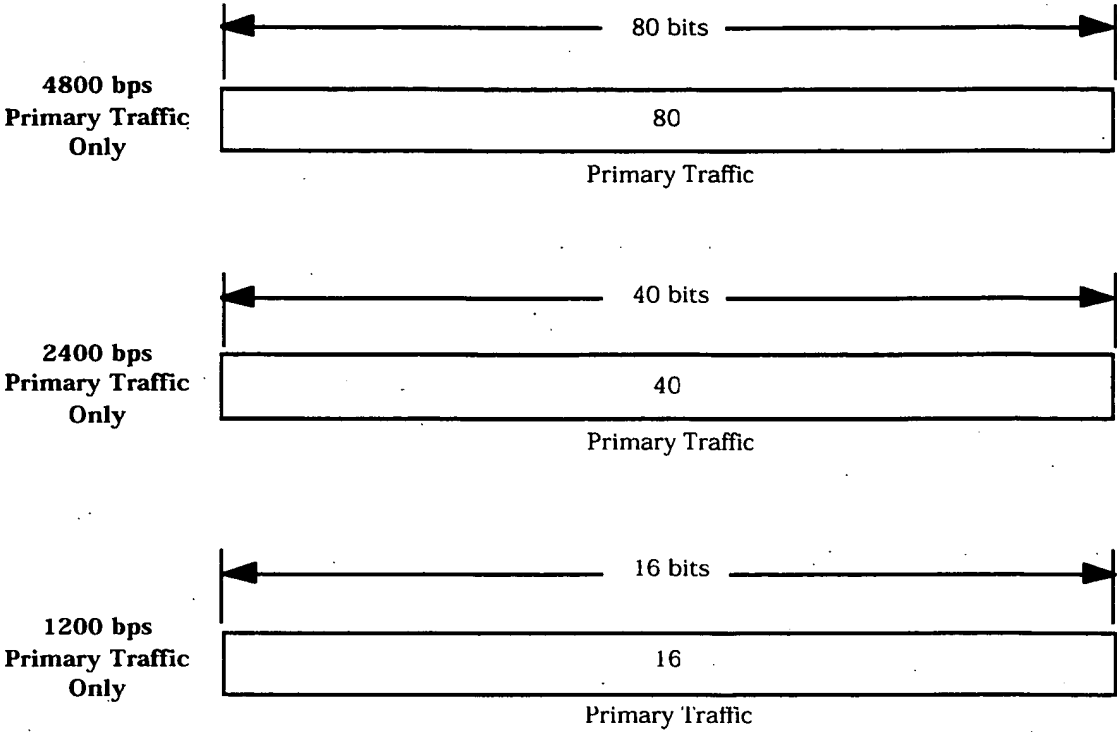 80 bits
4800 bps
Primary Traffic
Only
80
Primary Traffic
40 bits
2400 bps
Primary Traffic
Only
40
Primary Traffic
16 bits
1200 bps
Primary Traffic
Only
16
Primary Traffic